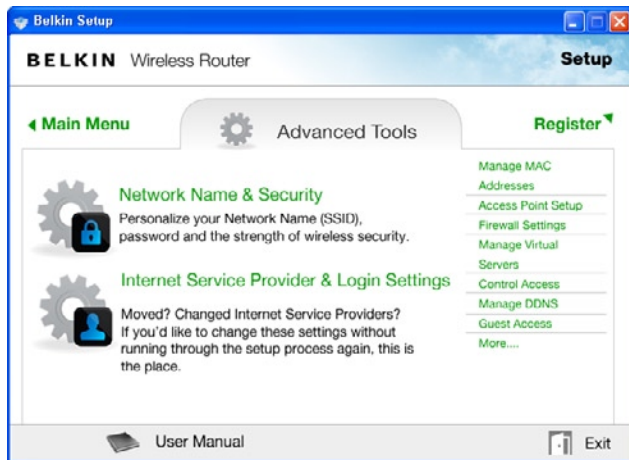 Belkin Setup
BELKIN Wireless Router
Setup
Main Menu
Advanced Tools
Register
Network Name & Security
Personalize your Network Name (SSID),
password and the strength of wireless security.
Internet Service Provider & Login Settings
Moved? Changed Internet Service Providers?
If you'd like to change these settings without
running through the setup process again, this is
the place.
Manage MAC
Addresses
Access Point Setup
Firewall Settings
Manage Virtual
Servers
Control Access
Manage DDNS
Guest Access
More....
User Manual
Exit